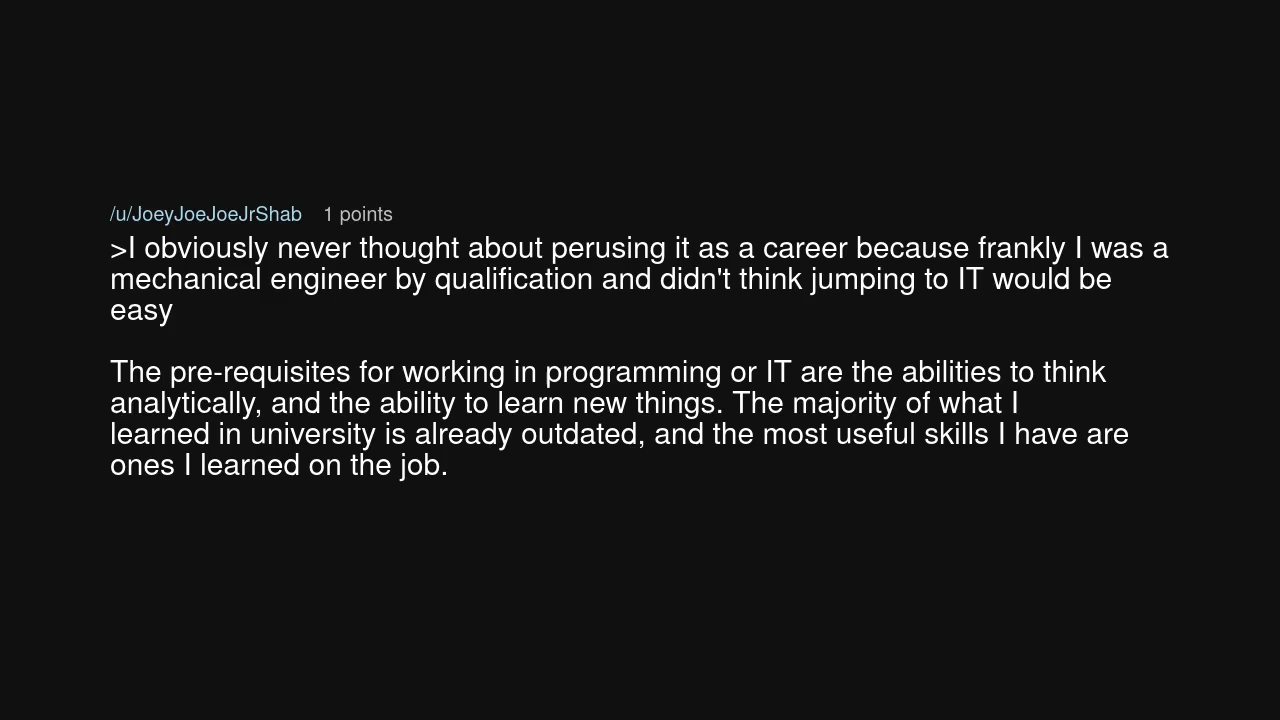 /u/JoeyJoeJoeJrShab 1 points
>I obviously never thought about perusing it as a career because frankly I was a
mechanical engineer by qualification and didn't think jumping to IT would be
easy
The pre-requisites for working in programming or IT are the abilities to think
analytically, and the ability to learn new things. The majority of what I
learned in university is already outdated, and the most useful skills I have are
ones I learned on the job.